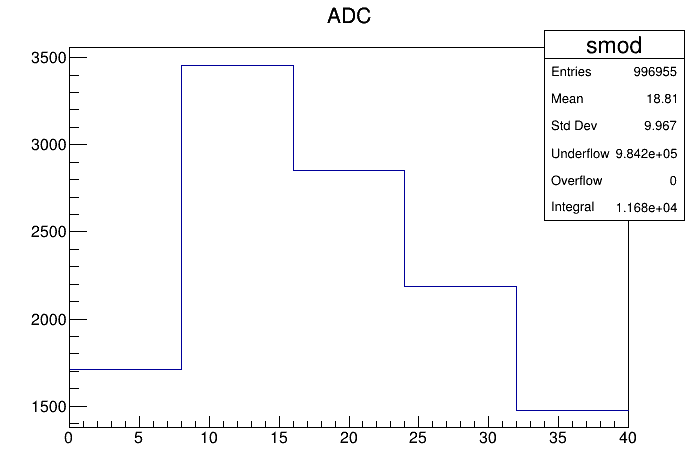 ADC
smod
Entries 996955
Mean 18.81
Std Dev 9.967
Underflow 9.842e+05
Overflow 0
Integral 1.168e+04
3500
3000
2500
2000
1500
0 5 10 15 20 25 30 35 40